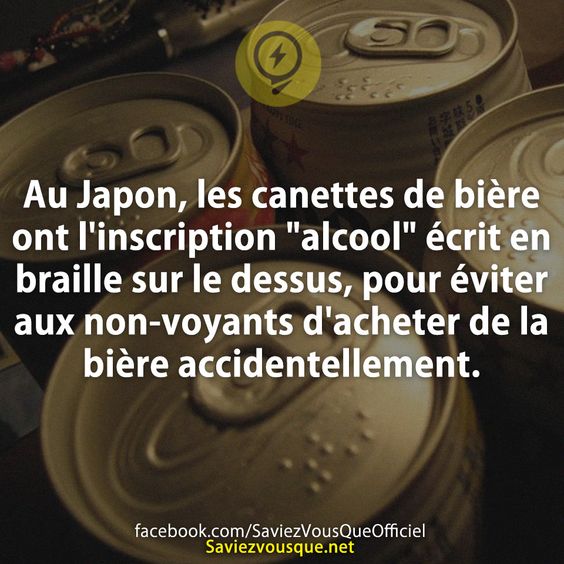 Au Japon, les canettes de bière
ont l'inscription "alcool" écrit en
braille sur le dessus, pour éviter
aux non-voyants d'acheter de la
bière accidentellement.
facebook.com/SaviezVousQueOfficiel
Saviezvousque.net